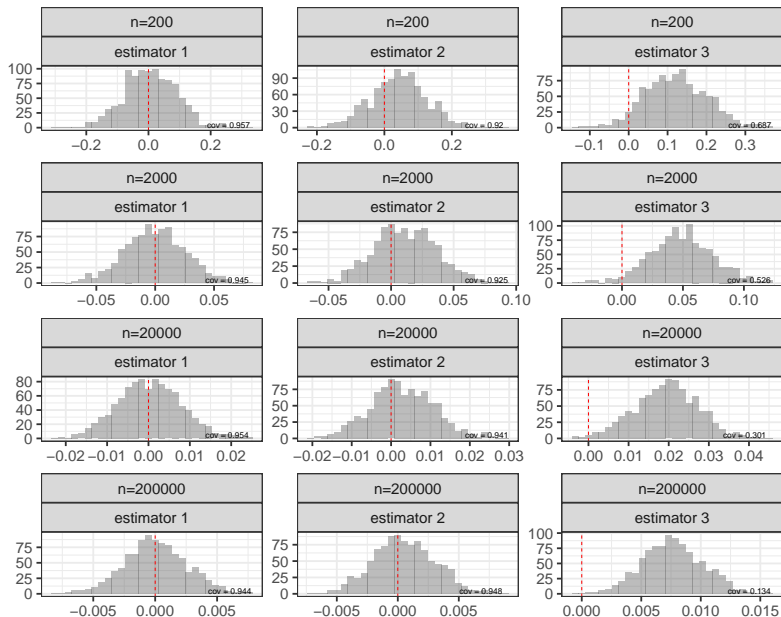 n=200 n=200 n=200
estimator 1 estimator 2 estimator 3
100
75
50
25
0
cov = 0.957
−0.2 0.0 0.2
90
60
30
0
cov = 0.92
−0.2 0.0 0.2
75
50
25
0
cov = 0.687
−0.1 0.0 0.1 0.2 0.3
n=2000 n=2000 n=2000
estimator 1 estimator 2 estimator 3
75
50
25
0
cov = 0.945
−0.05 0.00 0.05
75
50
25
0
cov = 0.925
−0.05 0.00 0.05 0.10
100
75
50
25
0
cov = 0.526
0.00 0.05 0.10
n=20000 n=20000 n=20000
estimator 1 estimator 2 estimator 3
80
60
40
20
0
cov = 0.954
−0.02 −0.01 0.00 0.01 0.02
75
50
25
0
cov = 0.941
−0.02 −0.01 0.00 0.01 0.02 0.03
75
50
25
0
cov = 0.301
0.00 0.01 0.02 0.03 0.04
n=200000 n=200000 n=200000
estimator 1 estimator 2 estimator 3
75
50
25
0
cov = 0.944
−0.005 0.000 0.005
75
50
25
0
cov = 0.948
−0.005 0.000 0.005
100
75
50
25
0
cov = 0.134
0.000 0.005 0.010 0.015